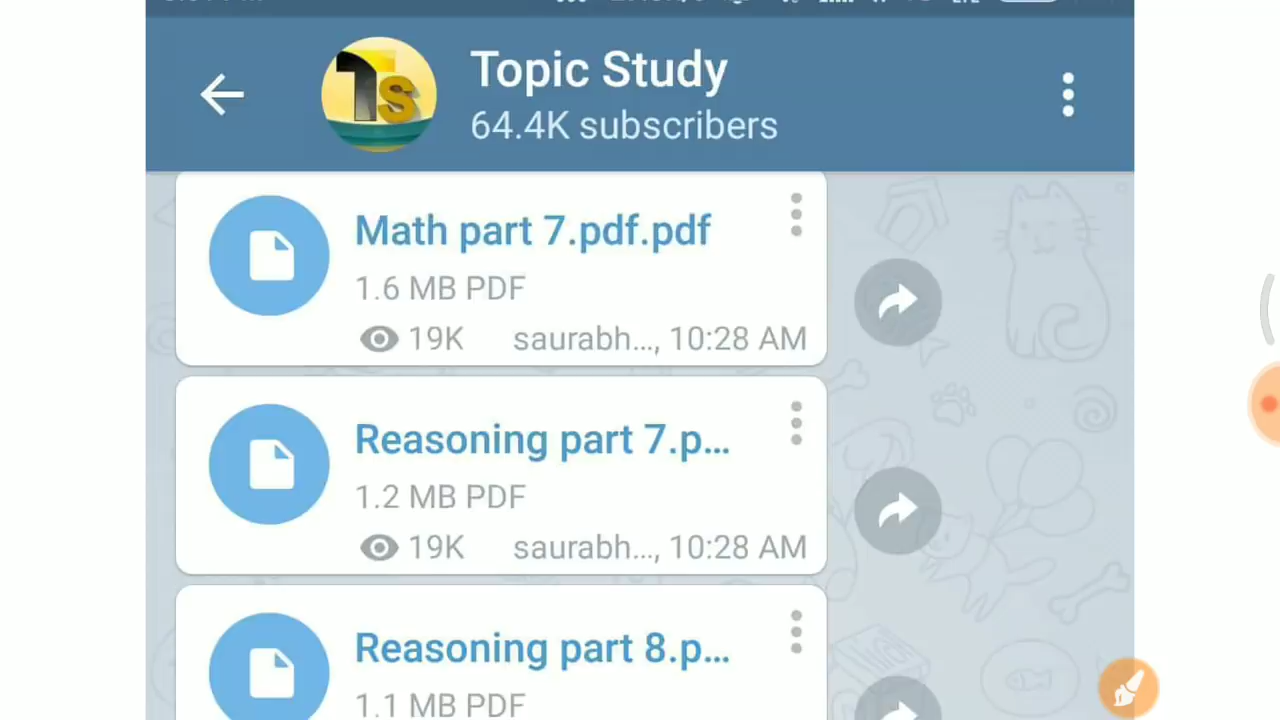 Ts
Topic Study
64.4K subscribers
Math part 7.pdf.pdf
1.6 MB PDF
19K saurabh..., 10:28 AM
Reasoning part 7.p...
1.2 MB PDF
19K saurabh..., 10:28 AM
Reasoning part 8.p...
1.1 MB PDF